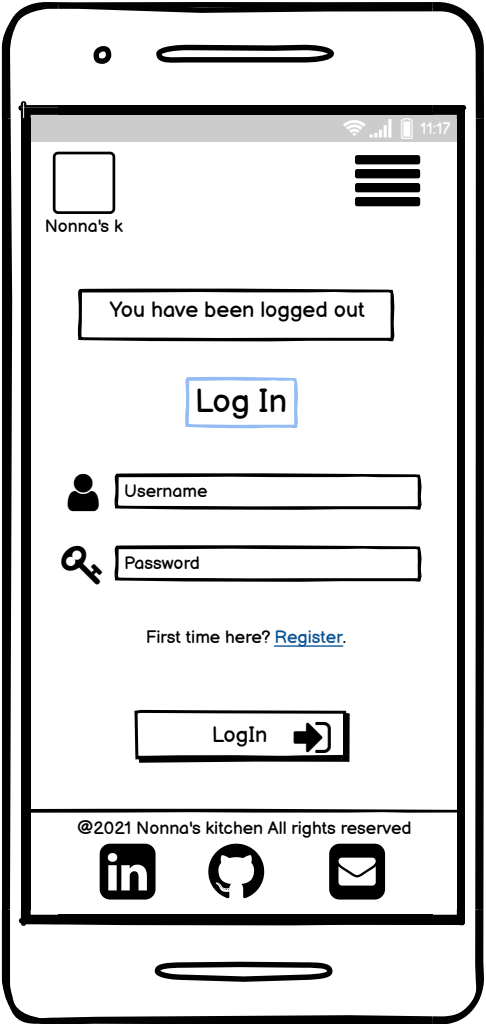 11:17
Nonna's k
You have been logged out
Log In
Username
Password
First time here? Register.
LogIn
@2021 Nonna's kitchen All rights reserved
in